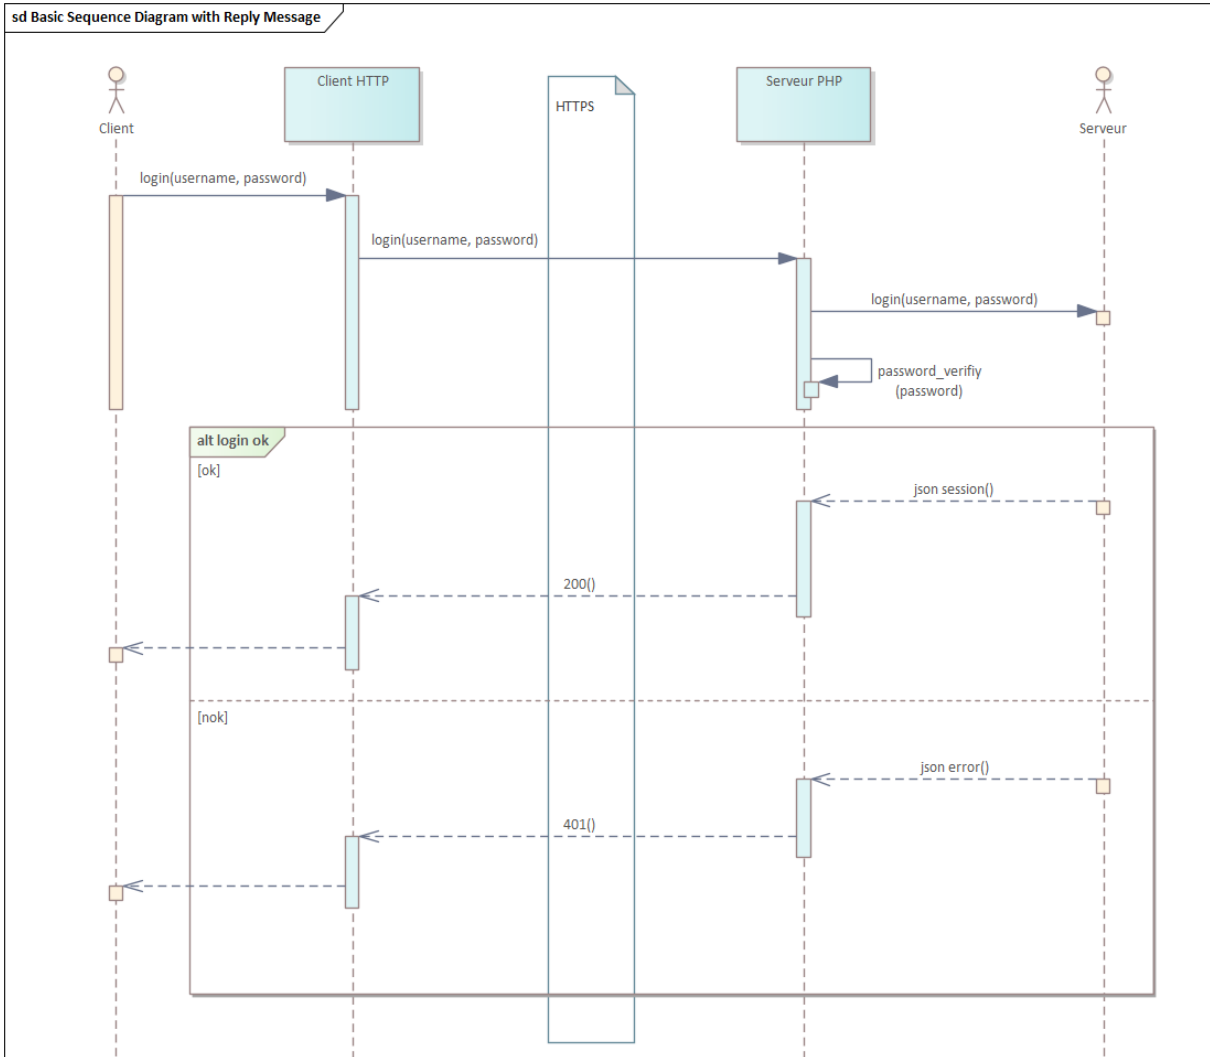 sd Basic Sequence Diagram with Reply Message
Client HTTP
Serveur PHP
HTTPS
Client
Serveur
login(username, password)
login(username, password)
login(username, password)
password_verifiy
(password)
alt login ok
[ok]
json session()
200()
[nok]
json error()
401()